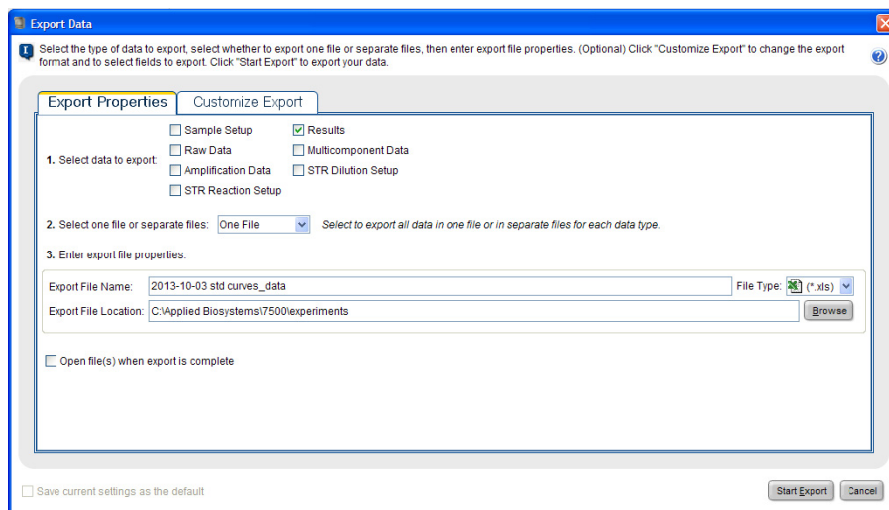 Export Data
Select the type of data to export, select whether to export one file or separate files, then enter export file properties. (Optional) Click "Customize Export" to change the export
format and to select fields to export. Click "Start Export" to export your data.
Export Properties Customize Export
Sample Setup Results
1. Select data to export: Raw Data Multicomponent Data
Amplification Data STR Dilution Setup
STR Reaction Setup
2. Select one file or separate files: One File Select to export all data in one file or in separate files for each data type.
3. Enter export file properties.
Export File Name: 2013-10-03 std curves_data File Type: (*.xls)
Export File Location: C:\Applied Biosystems\7500\experiments Browse
Open file(s) when export is complete
Save current settings as the default Start Export Cancel